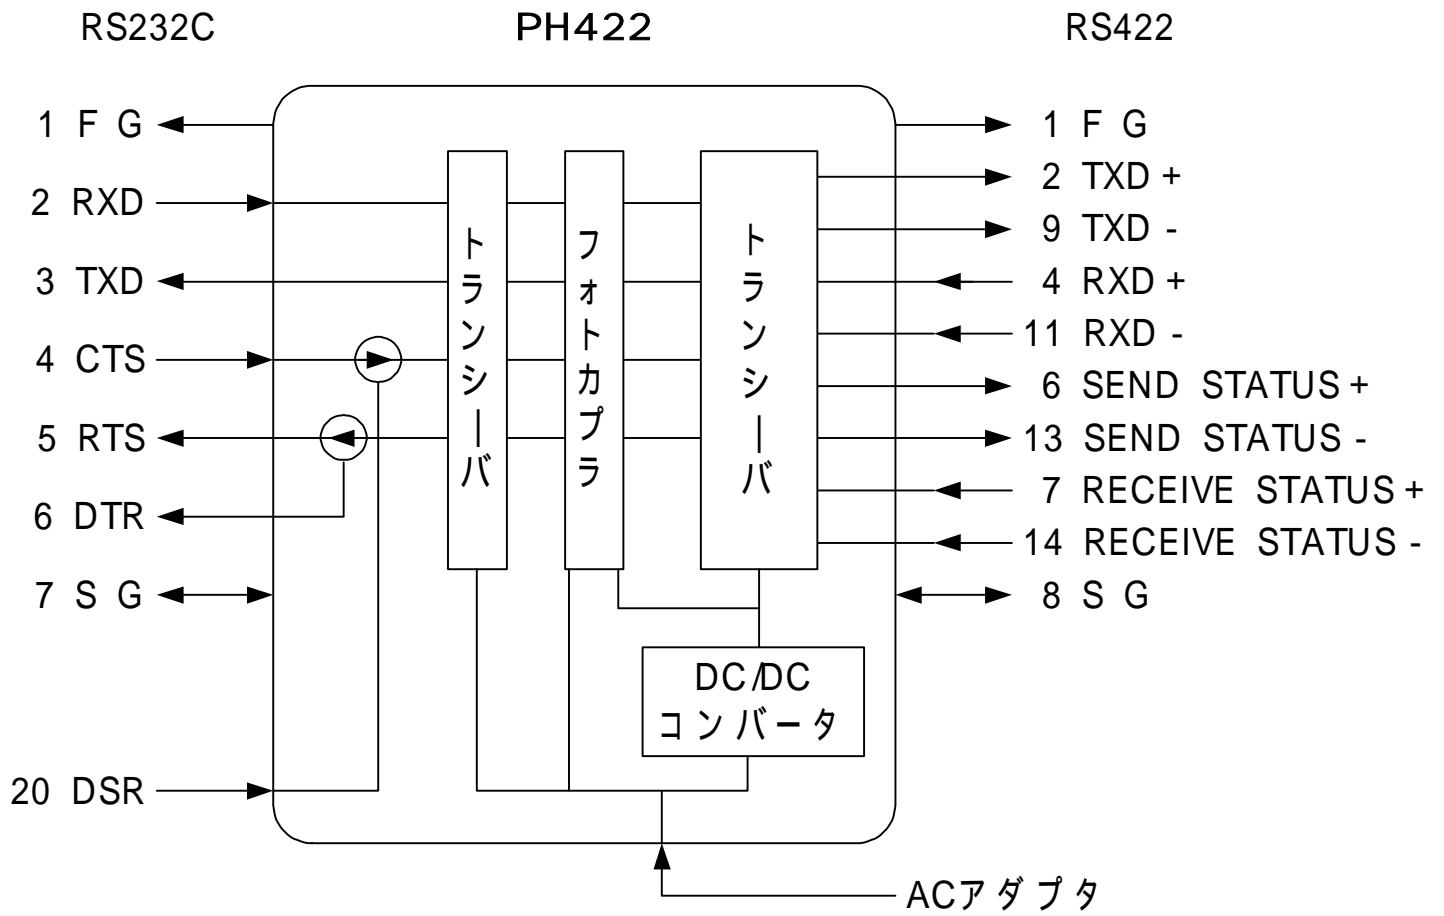 RS232C
PH422
RS422
1 F G
2 RXD
3 TXD
4 CTS
5 RTS
6 DTR
7 S G
20 DSR
トランシーバ
フォトカプラ
トランシーバ
DC/DC
コンバータ
1 F G
2 TXD +
9 TXD -
4 RXD +
11 RXD -
6 SEND STATUS +
13 SEND STATUS -
7 RECEIVE STATUS +
14 RECEIVE STATUS -
8 S G
ACアダプタ